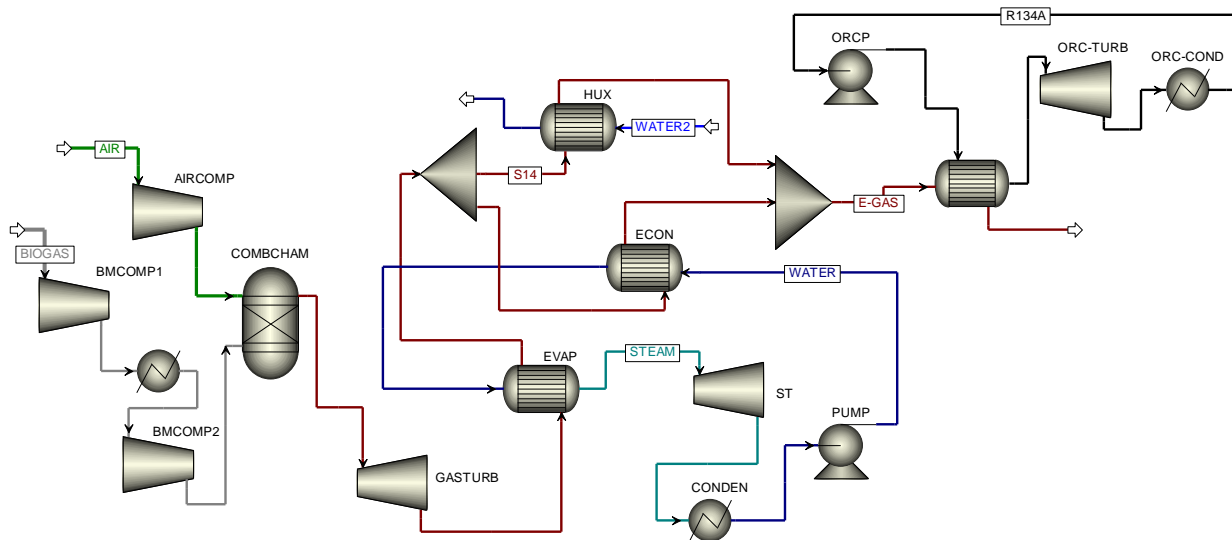 R134A
ORCP
ORC-TURB
ORC-COND
HUX
WATER2
AIR
AIRCOMP
S14
E-GAS
BIOGAS
BMCOMP1
COMBCHAM
ECON
WATER
EVAP
STEAM
ST
BMCOMP2
GASTURB
PUMP
CONDEN